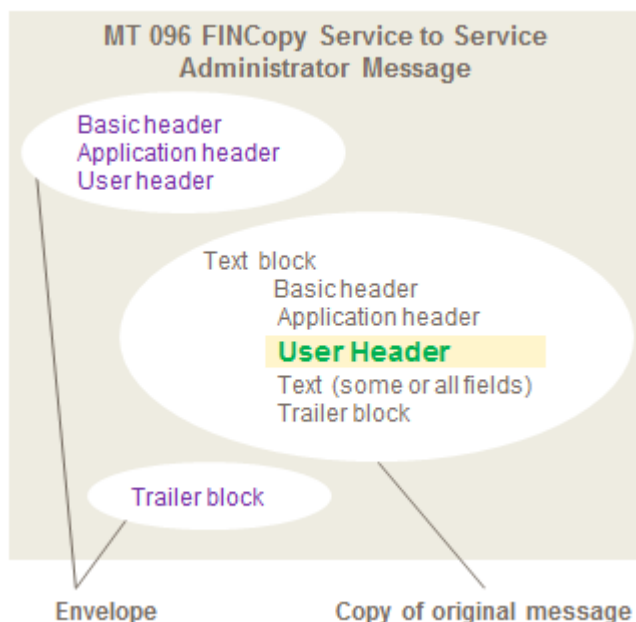 MT 096 FINCopy Service to Service
Administrator Message
Basic header
Application header
User header
Text block
Basic header
Application header
User Header
Text (some or all fields)
Trailer block
Trailer block
Envelope
Copy of original message